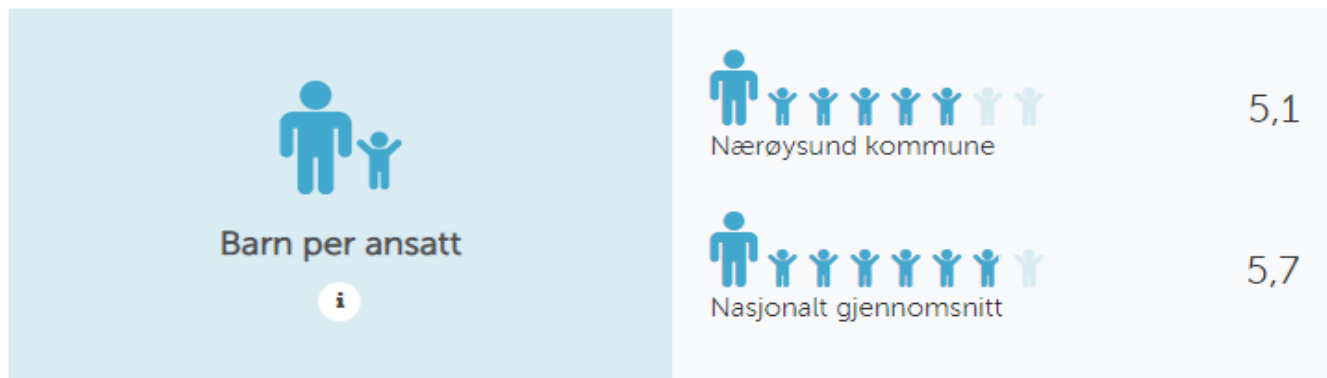 Barn per ansatt
i
Nærøysund kommune
5,1
Nasjonalt gjennomsnitt
5,7